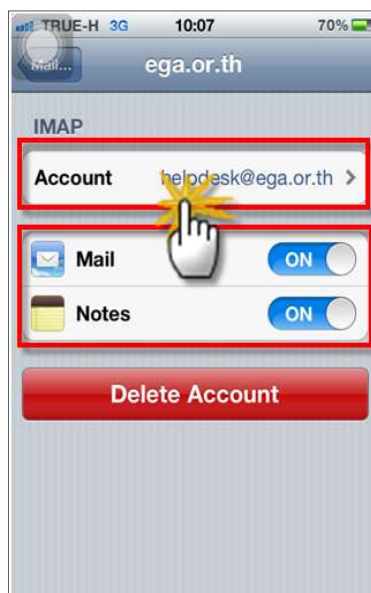 TRUE-H 3G 10:07 70%
Mail... ega.or.th
IMAP
Account helpdesk@ega.or.th
Mail ON
Notes ON
Delete Account